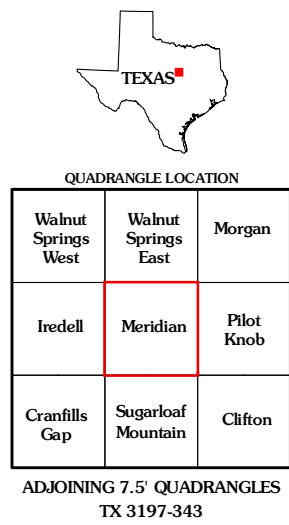 TEXAS
QUADRANGLE LOCATION
Walnut
Springs
West
Walnut
Springs
East
Morgan
Iredell
Meridian
Pilot
Knob
Cranfills
Gap
Sugarloaf
Mountain
Clifton
ADJOINING 7.5' QUADRANGLES
TX 3197-343